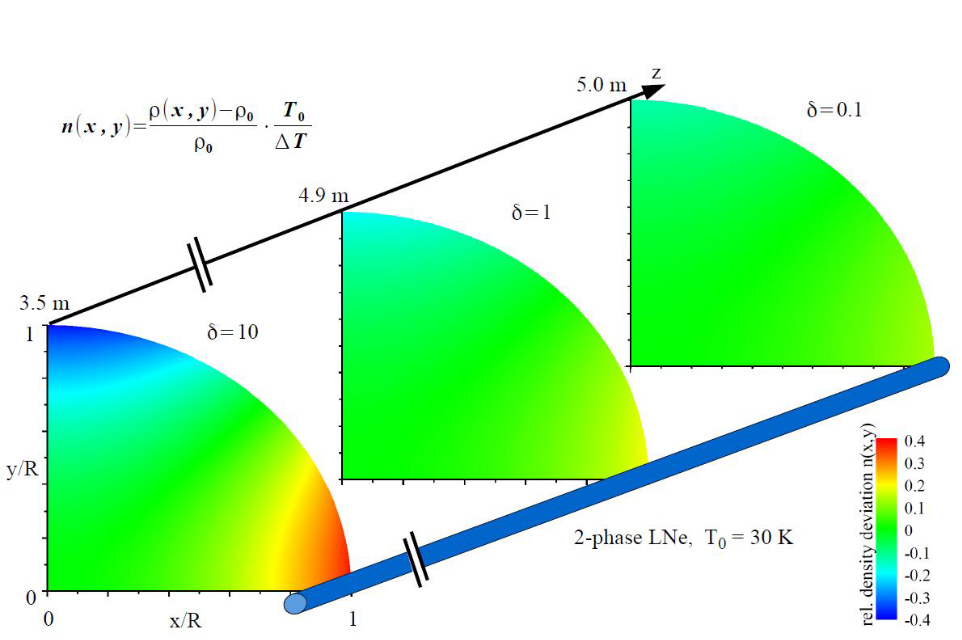 5.0 m
z
δ=0.1
n(x,y)=ρ(x,y)−ρ0/ρ0 · T0/ΔT
4.9 m
δ=1
3.5 m
1
δ=10
y/R
0
0
x/R
1
2-phase LNe, T0 = 30 K
rel. density deviation n(x,y)
0.4
0.3
0.2
0.1
0
-0.1
-0.2
-0.3
-0.4